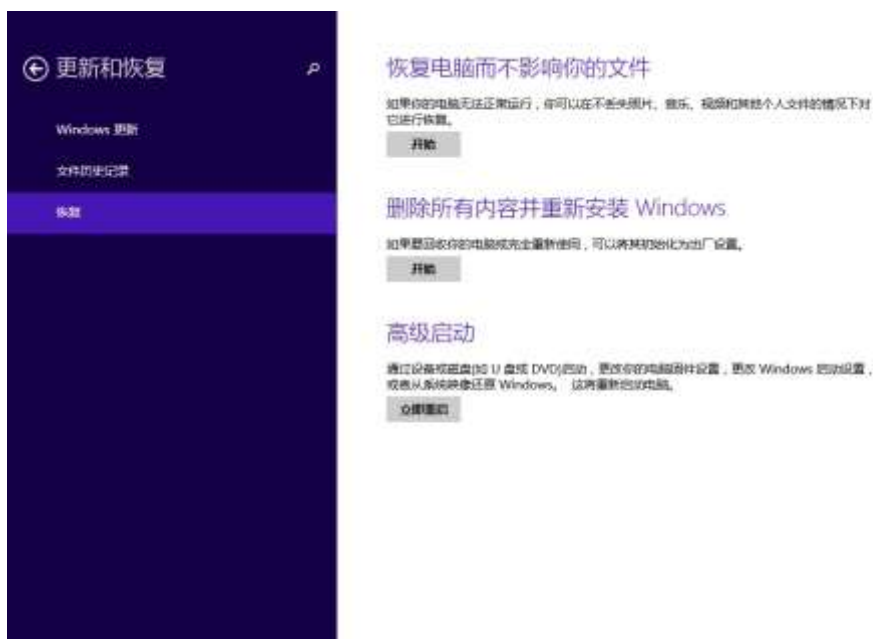 更新和恢复
Windows 更新
文件历史记录
恢复
恢复电脑而不影响你的文件
如果你的电脑无法正常运行，你可以在不丢失照片、音乐、视频和其他个人文件的情况下对
它进行恢复。
开始
删除所有内容并重新安装 Windows
如果要回收你的电脑或完全重新使用，可以将其初始化为出厂设置。
开始
高级启动
通过设备或磁盘(如 U 盘或 DVD)启动，更改你的电脑固件设置，更改 Windows 启动设置，
或者从系统映像还原 Windows。 这将重新启动电脑。
立即重启